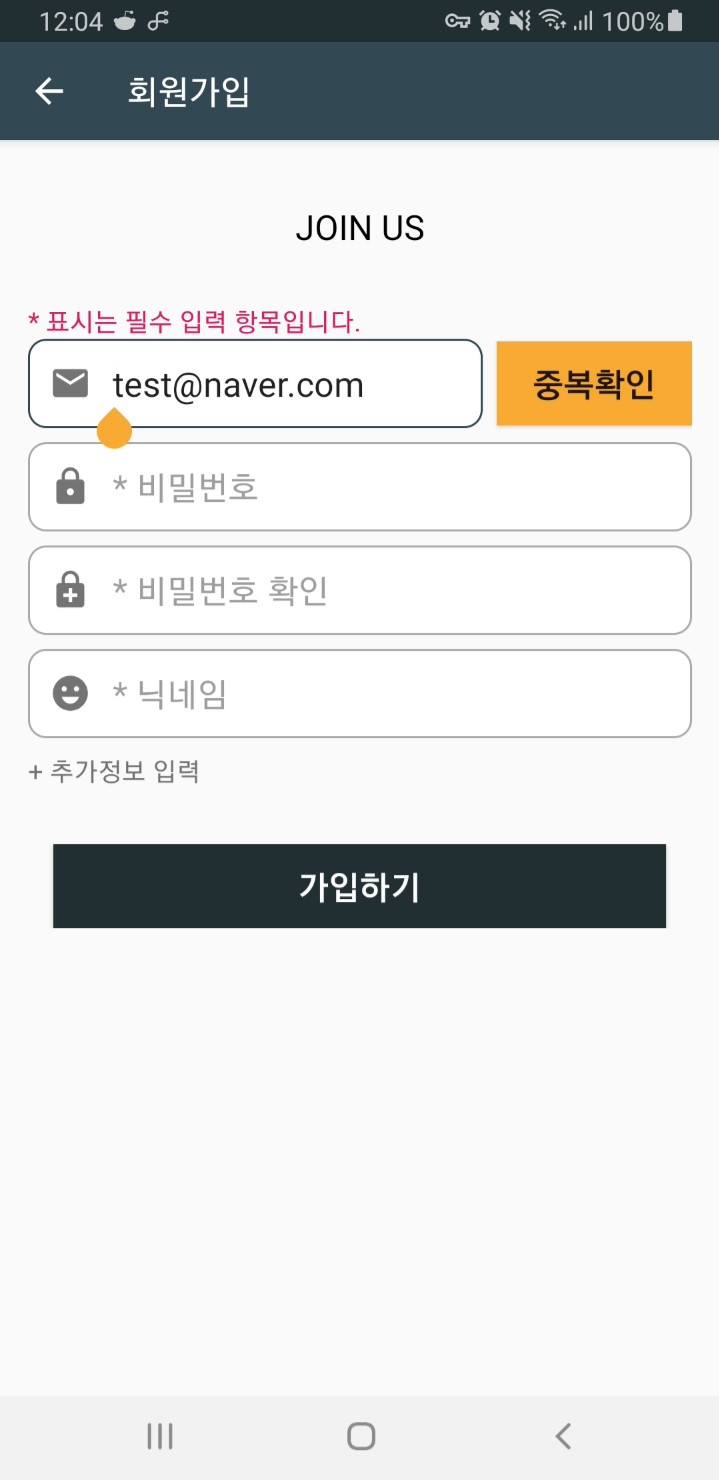 12:04 100%
회원가입
JOIN US
* 표시는 필수 입력 항목입니다.
test@naver.com 중복확인
* 비밀번호
* 비밀번호 확인
* 닉네임
+ 추가정보 입력
가입하기